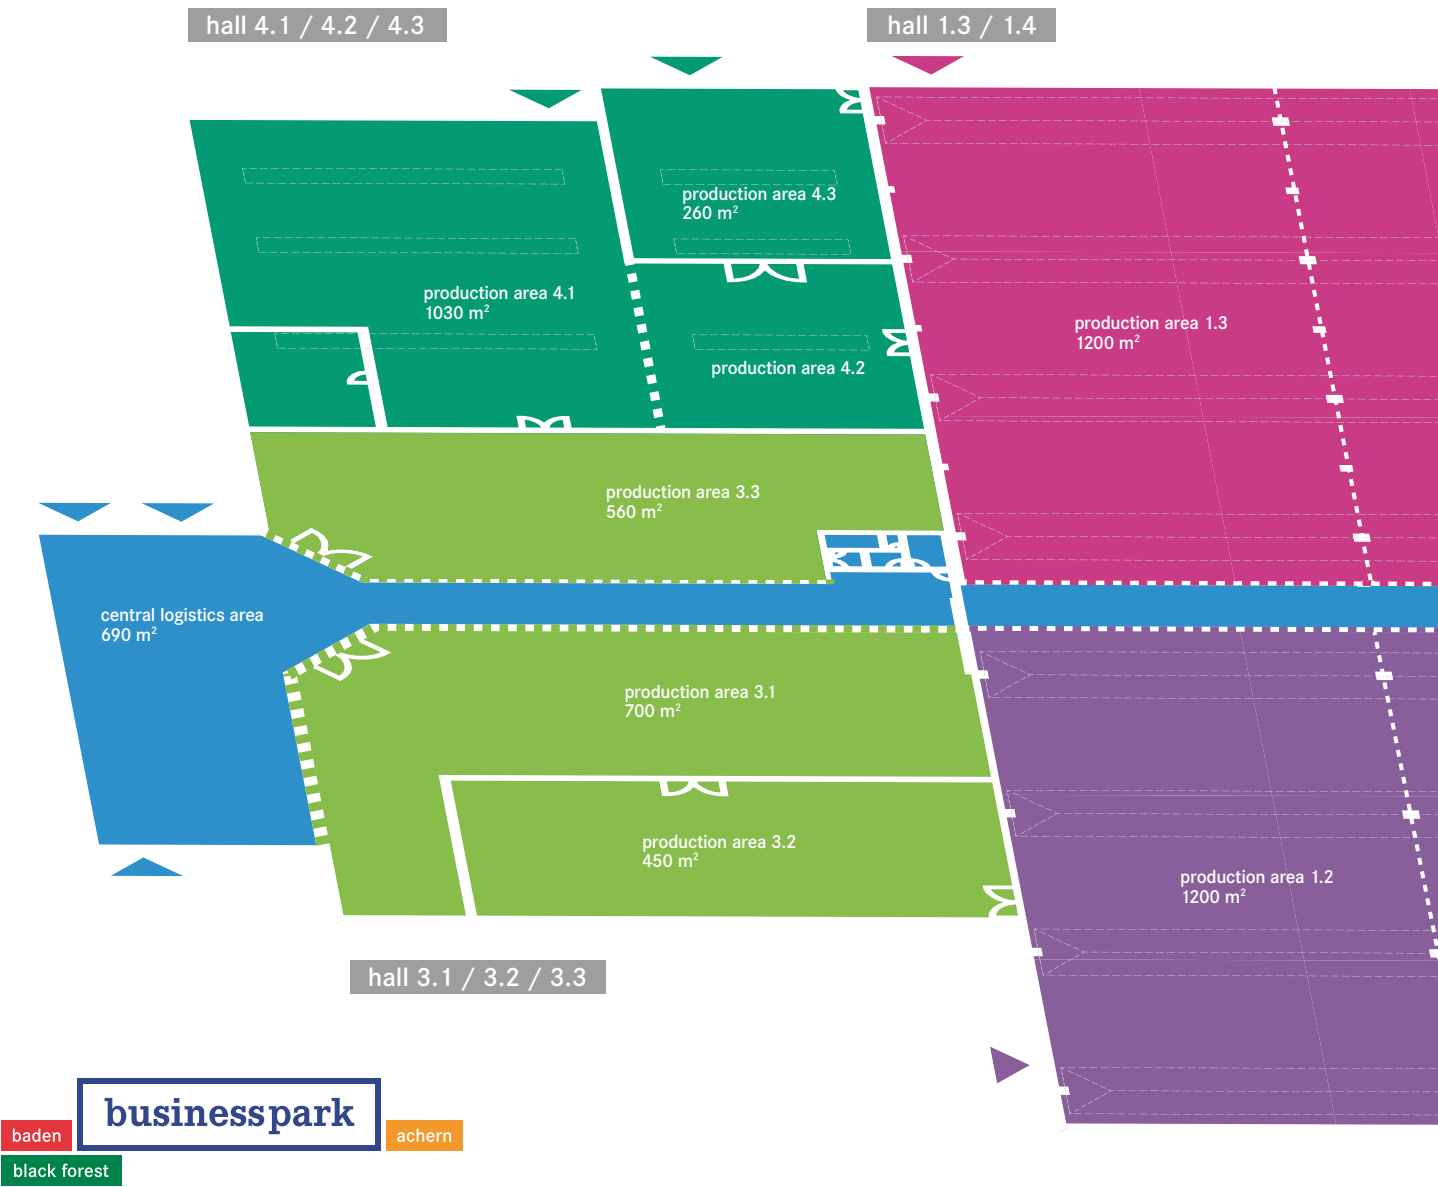 hall 4.1 / 4.2 / 4.3
hall 1.3 / 1.4
production area 4.3
260 m²
production area 4.1
1030 m²
production area 1.3
1200 m²
production area 4.2
production area 3.3
560 m²
central logistics area
690 m²
production area 3.1
700 m²
production area 3.2
450 m²
production area 1.2
1200 m²
hall 3.1 / 3.2 / 3.3
businesspark
baden
achern
black forest